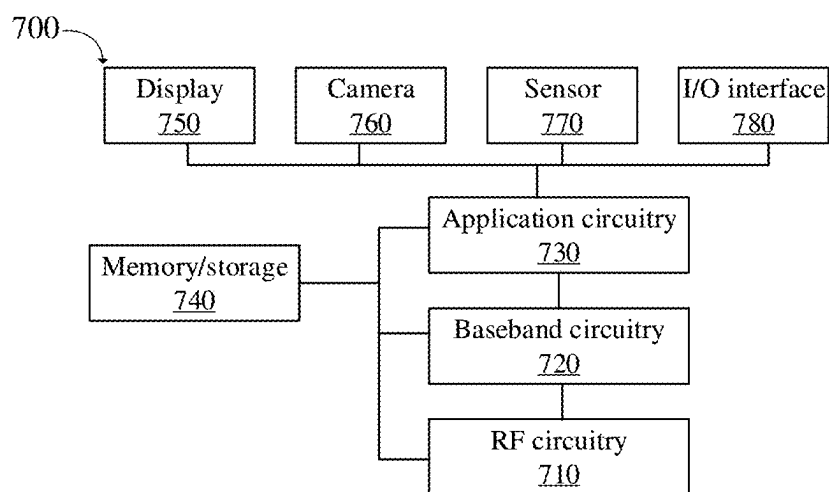 700
Display
750
Camera
760
Sensor
770
I/O interface
780
Application circuitry
730
Memory/storage
740
Baseband circuitry
720
RF circuitry
710